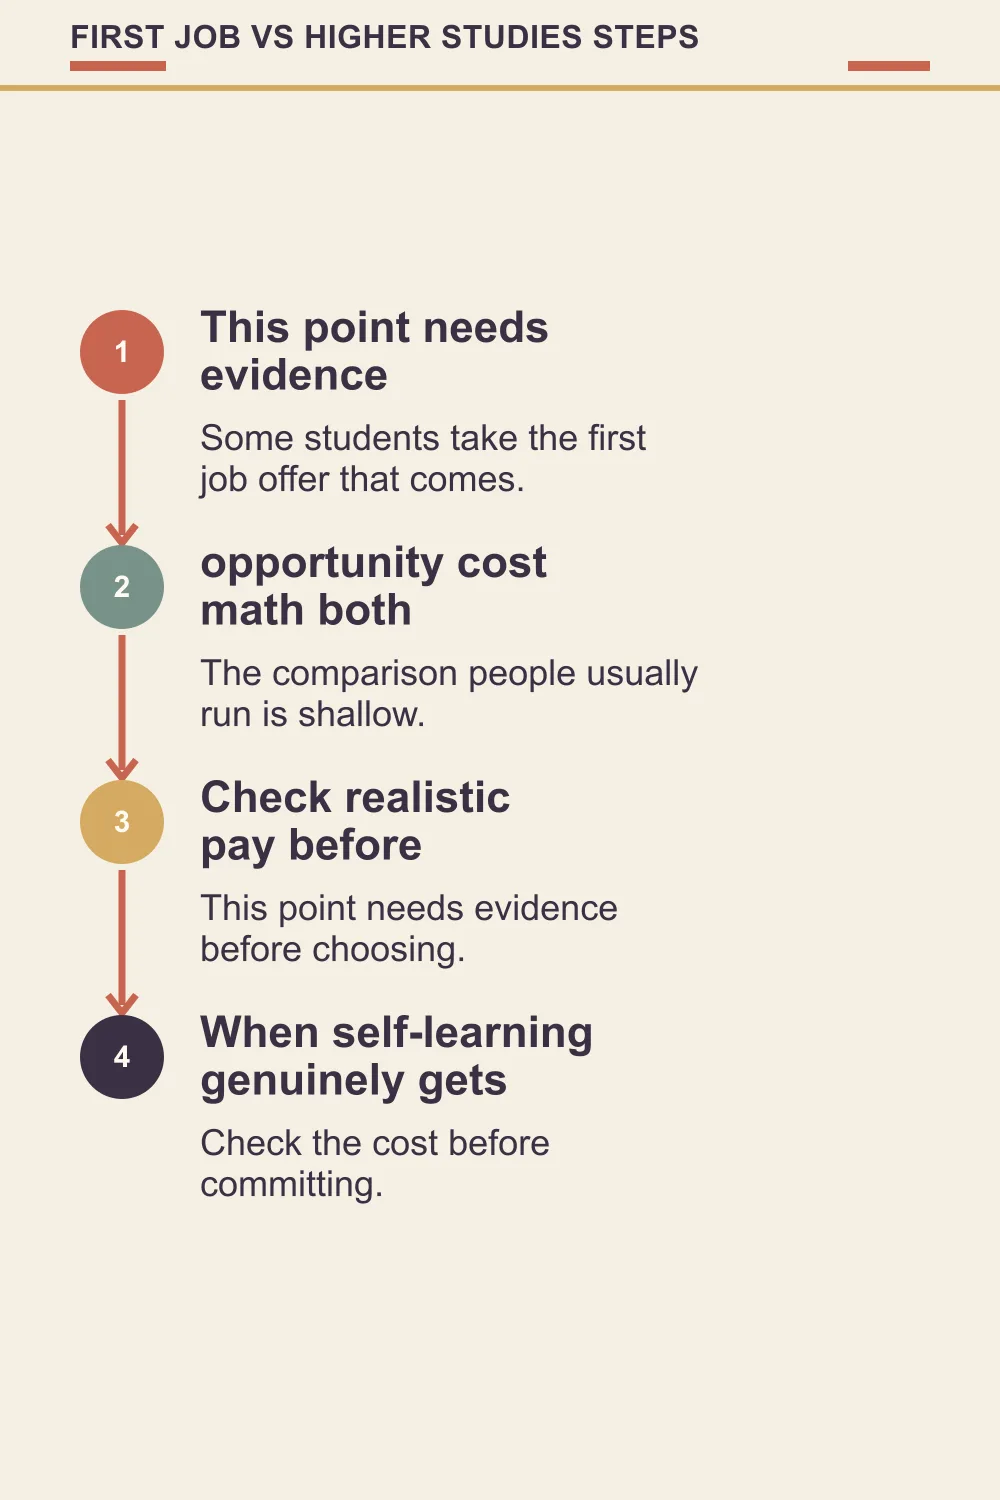 FIRST JOB VS HIGHER STUDIES STEPS
1
This point needs
evidence
Some students take the first
job offer that comes.
2
opportunity cost
math both
The comparison people usually
run is shallow.
3
Check realistic
pay before
This point needs evidence
before choosing.
4
When self-learning
genuinely gets
Check the cost before
committing.